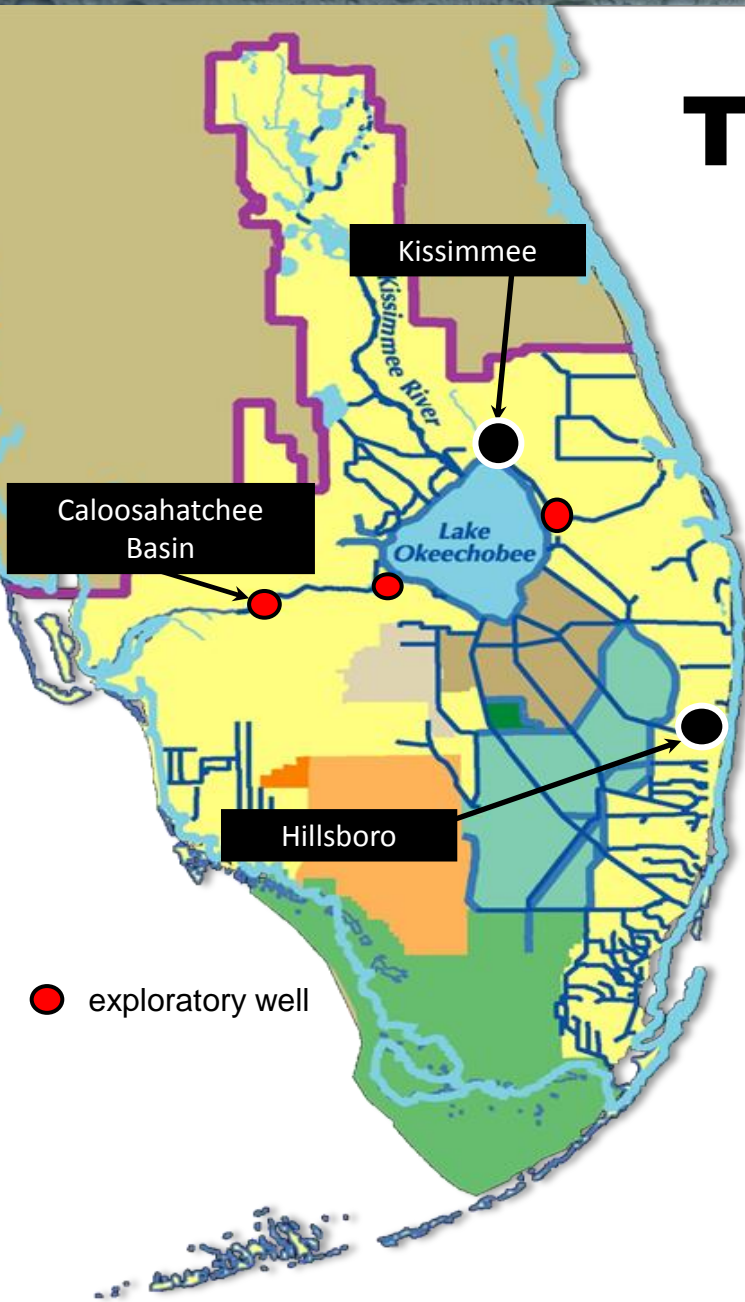 T
Kissimmee
Kissimmee River
Caloosahatchee
Basin
Lake
Okeechobee
Hillsboro
exploratory well